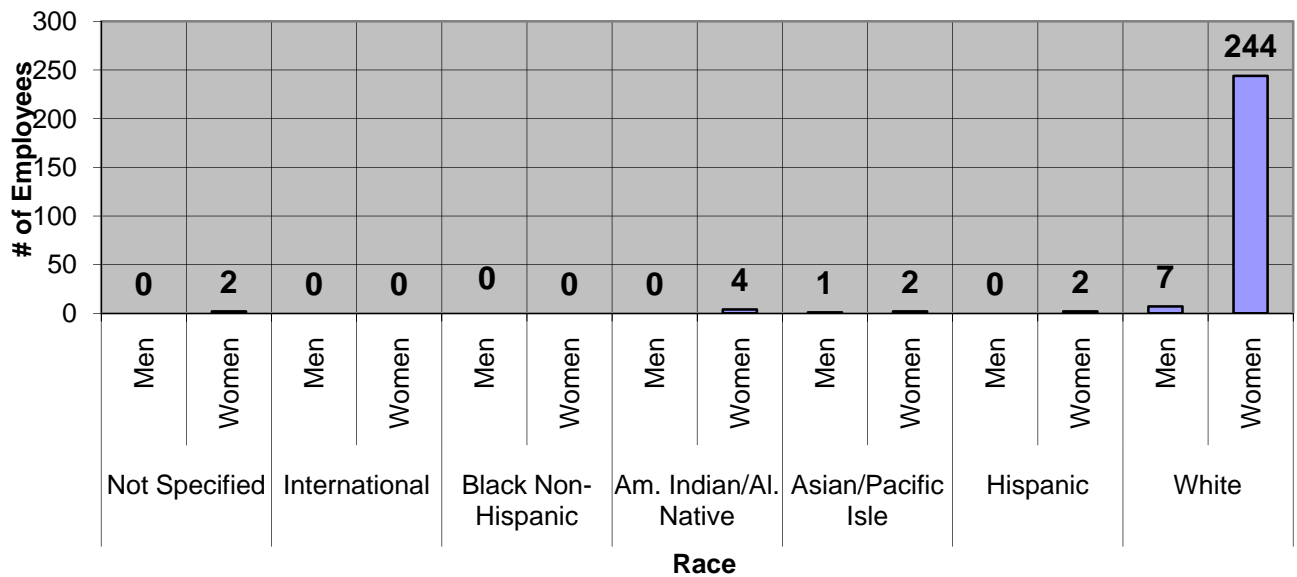 300
250
200
150
100
50
0
# of Employees
0 2 0 0 0 0 0 4 1 2 0 2 7 244
Men Women Men Women Men Women Men Women Men Women Men Women Men Women
Not Specified International Black Non-Hispanic Am. Indian/Al. Native Asian/Pacific Isle Hispanic White
Race